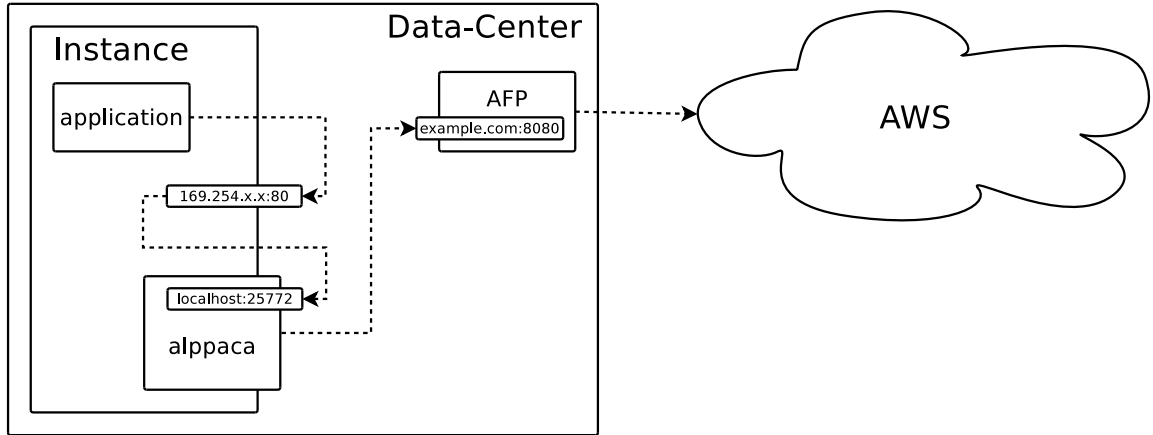 Data-Center
Instance
application
AFP
example.com:8080
AWS
169.254.x.x:80
localhost:25772
alppaca